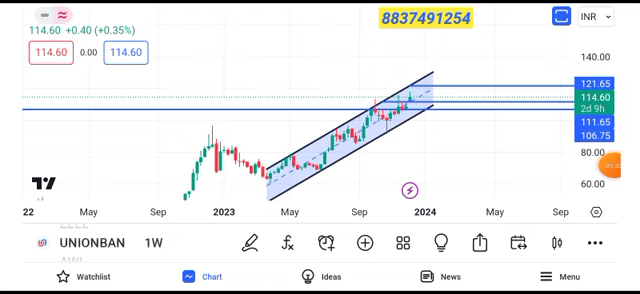 8837491254
INR
114.60 +0.40 (+0.35%)
114.60 0.00 114.60
140.00
121.65
114.60
2d 9h
111.65
106.75
80.00
60.00
22 May Sep 2023 May Sep 2024 May Sep
UNIONBAN 1W
Watchlist Chart Ideas News Menu